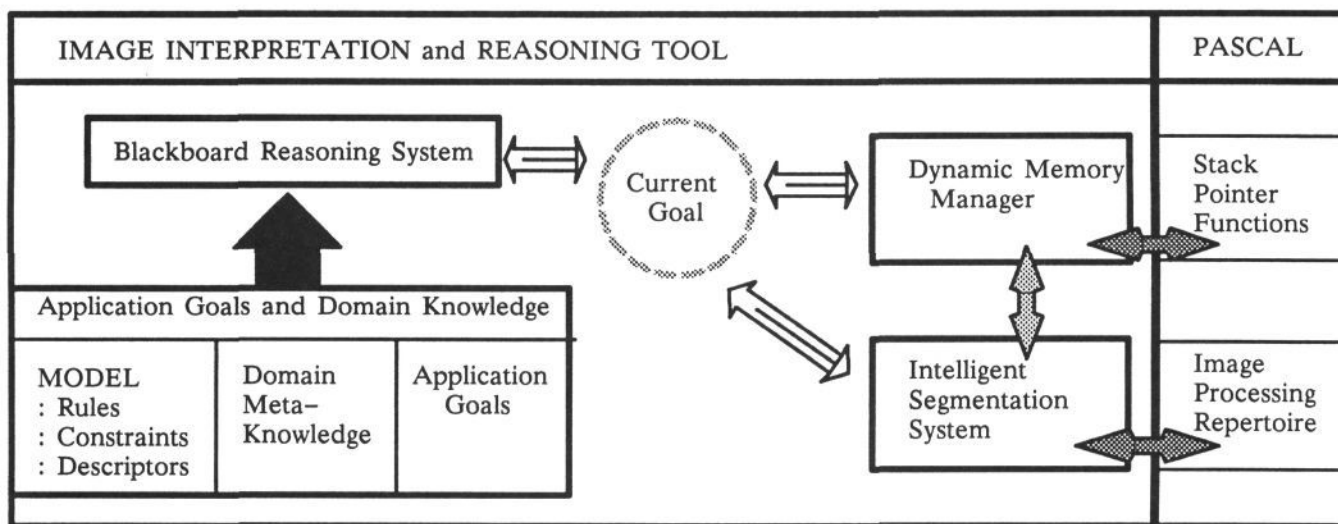 IMAGE INTERPRETATION and REASONING TOOL
PASCAL
Blackboard Reasoning System
Current
Goal
Dynamic Memory
Manager
Stack
Pointer
Functions
Application Goals and Domain Knowledge
MODEL
: Rules
: Constraints
: Descriptors
Domain
Meta-
Knowledge
Application
Goals
Intelligent
Segmentation
System
Image
Processing
Repertoire